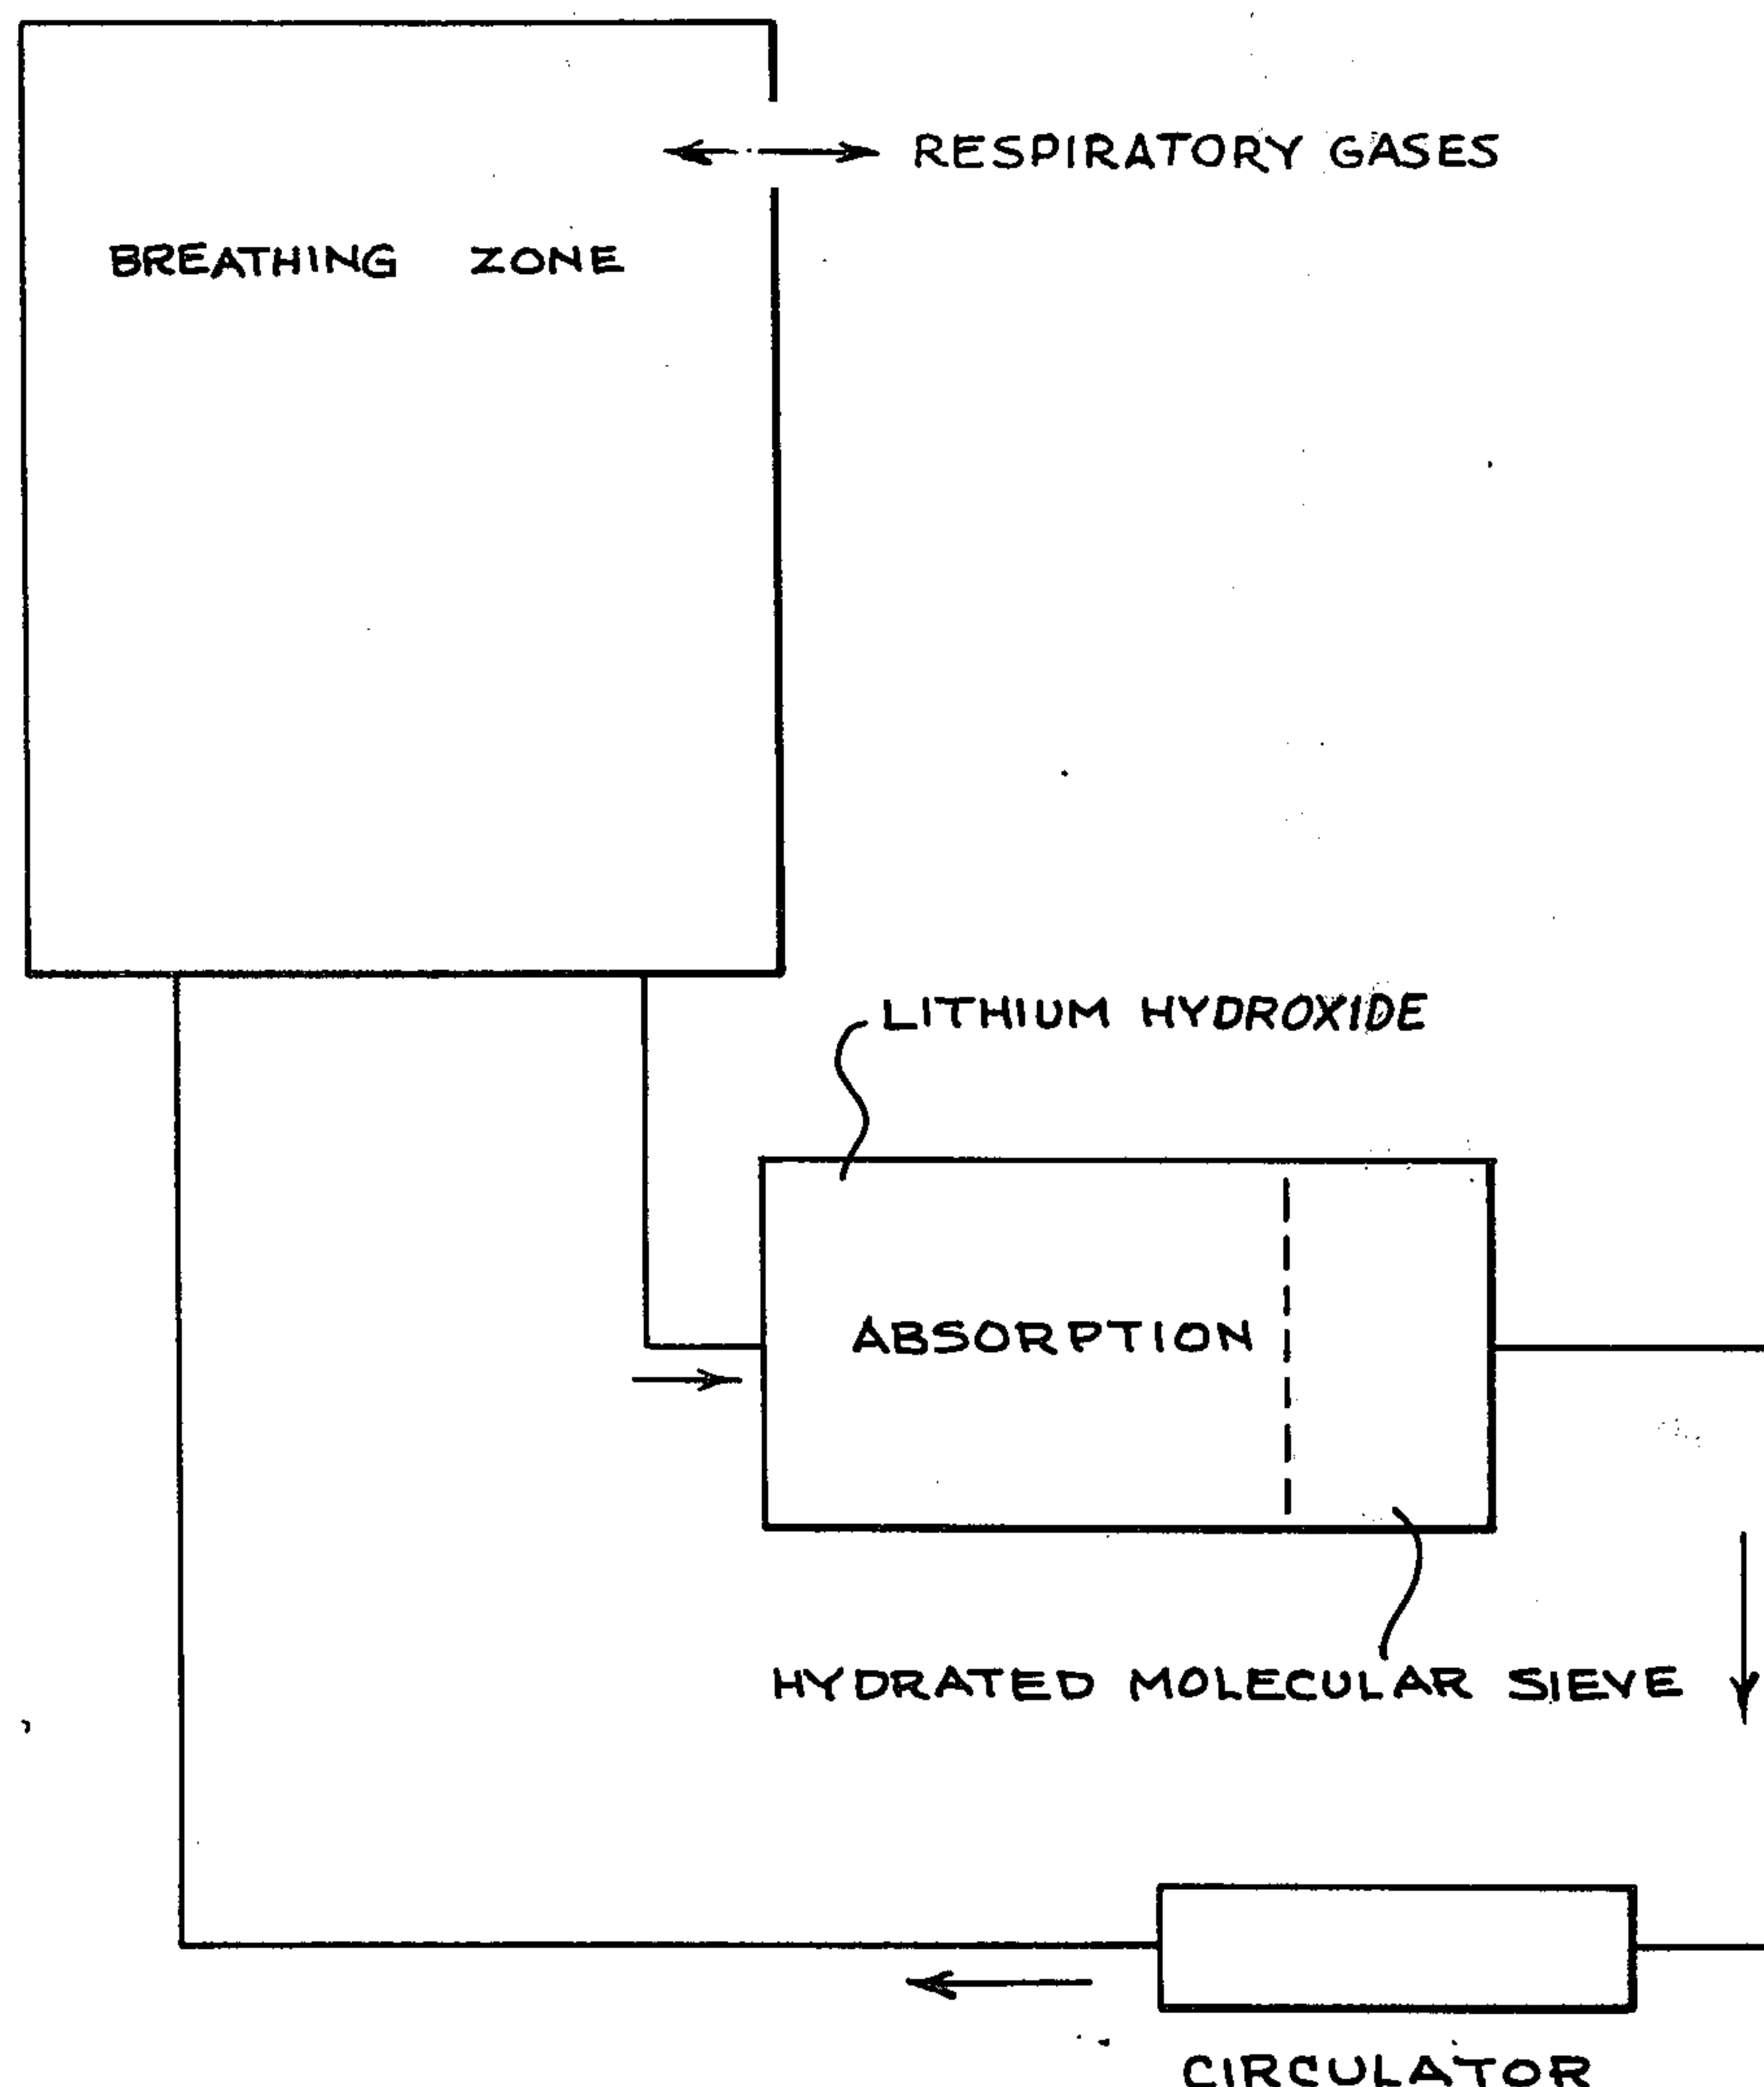 RESPIRATORY GASES
BREATHING ZONE
LITHIUM HYDROXIDE
ABSORPTION
HYDRATED MOLECULAR SIEVE
CIRCULATOR